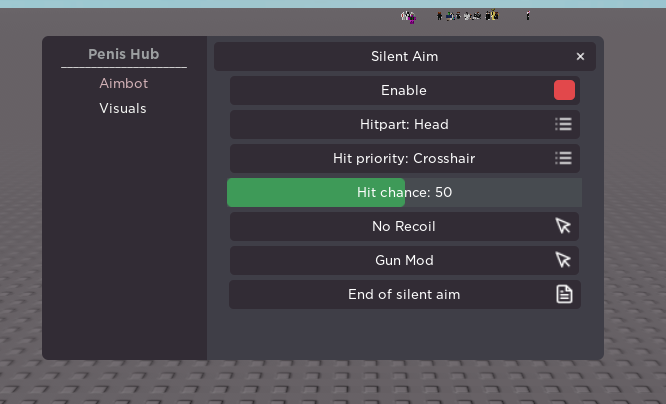 Penis Hub
Aimbot
Visuals
Silent Aim
×
Enable
Hitpart: Head
Hit priority: Crosshair
Hit chance: 50
No Recoil
Gun Mod
End of silent aim